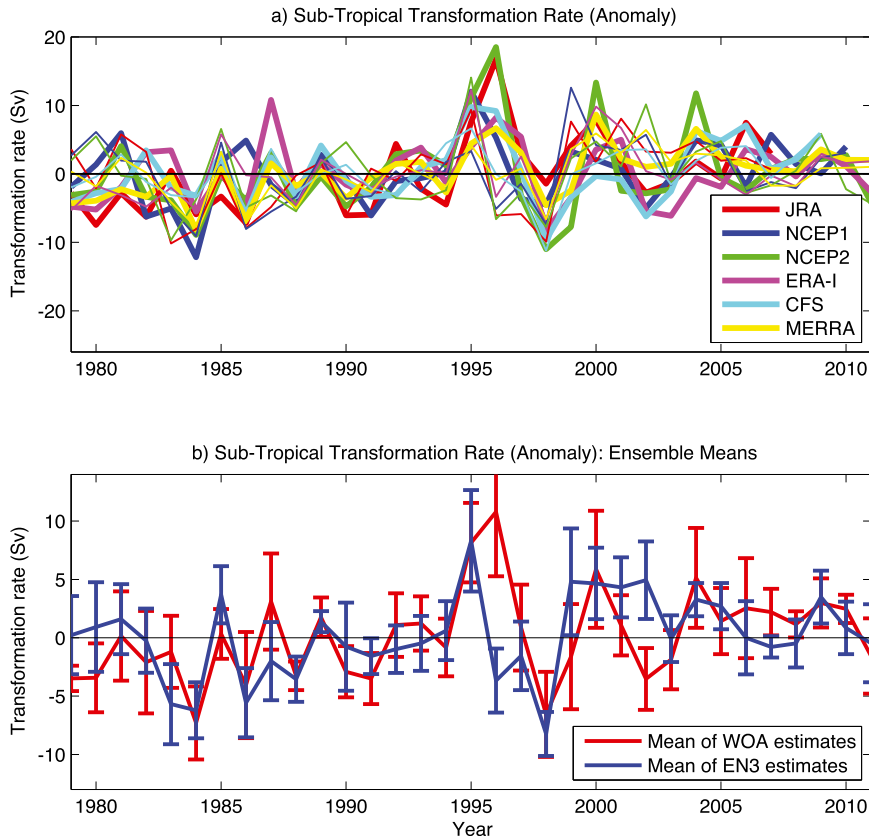 a) Sub-Tropical Transformation Rate (Anomaly)
Transformation rate (Sv)
20
10
0
-10
-20
JRA
NCEP1
NCEP2
ERA-I
CFS
MERRA
1980 1985 1990 1995 2000 2005 2010
b) Sub-Tropical Transformation Rate (Anomaly): Ensemble Means
Transformation rate (Sv)
10
5
0
-5
-10
Mean of WOA estimates
Mean of EN3 estimates
1980 1985 1990 1995 2000 2005 2010
Year